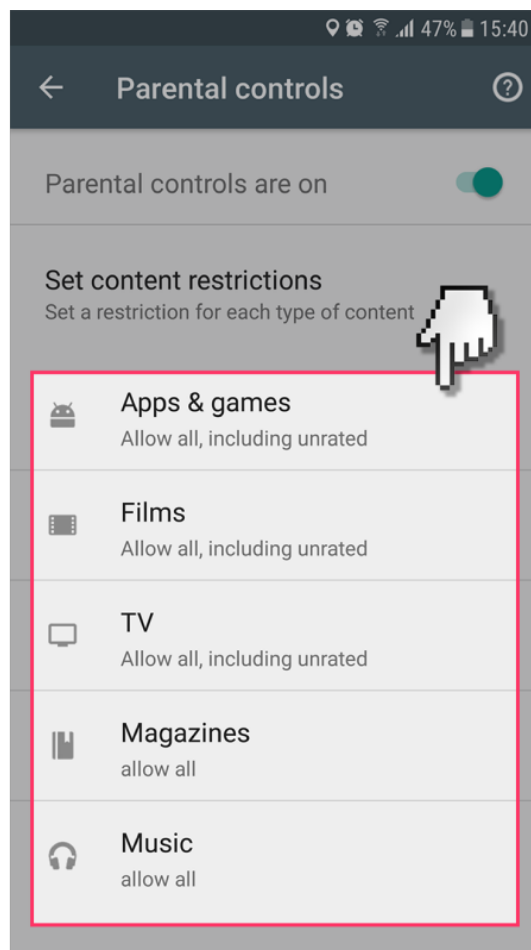 47% 15:40
Parental controls
Parental controls are on
Set content restrictions
Set a restriction for each type of content
Apps & games
Allow all, including unrated
Films
Allow all, including unrated
TV
Allow all, including unrated
Magazines
allow all
Music
allow all